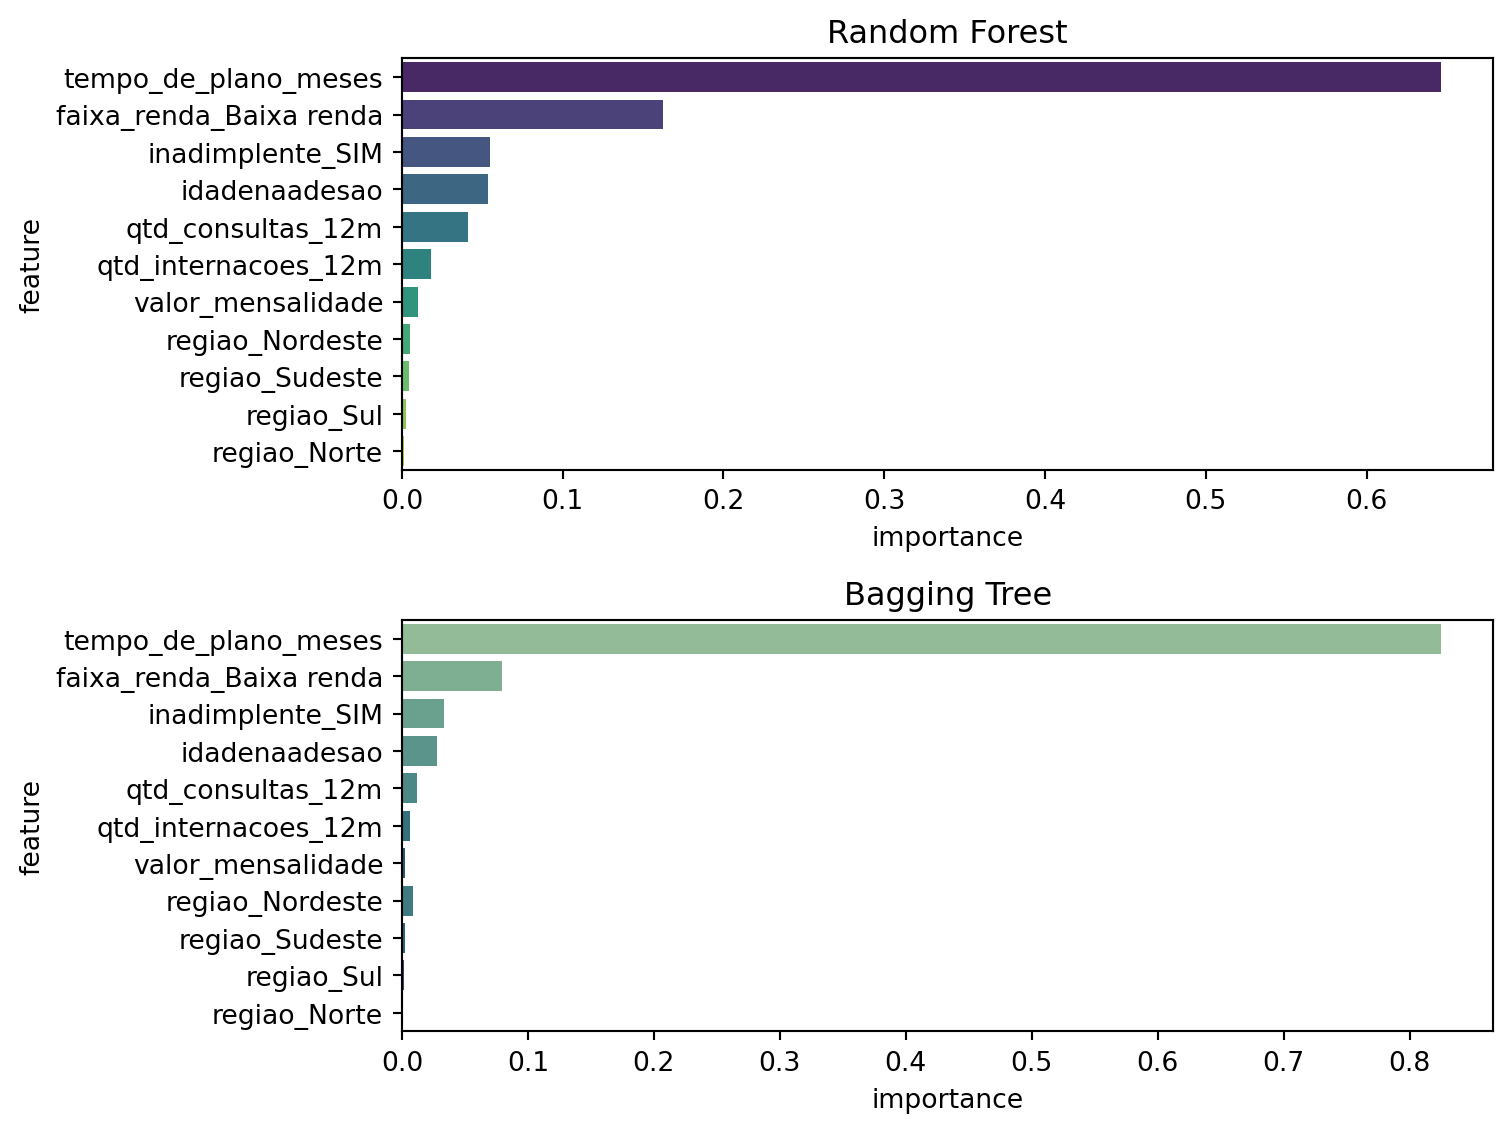 Random Forest
tempo_de_plano_meses
faixa_renda_Baixa renda
inadimplente_SIM
idadenaadesao
qtd_consultas_12m
qtd_internacoes_12m
valor_mensalidade
regiao_Nordeste
regiao_Sudeste
regiao_Sul
regiao_Norte
feature
0.0 0.1 0.2 0.3 0.4 0.5 0.6
importance
Bagging Tree
tempo_de_plano_meses
faixa_renda_Baixa renda
inadimplente_SIM
idadenaadesao
qtd_consultas_12m
qtd_internacoes_12m
valor_mensalidade
regiao_Nordeste
regiao_Sudeste
regiao_Sul
regiao_Norte
feature
0.0 0.1 0.2 0.3 0.4 0.5 0.6 0.7 0.8
importance